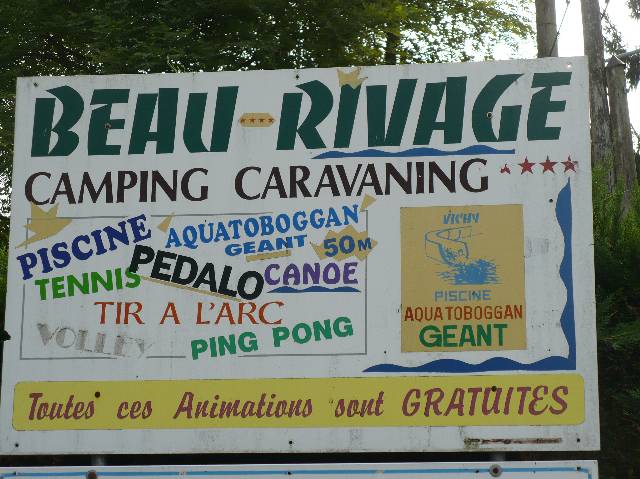 BEAU-RIVAGE
CAMPING CARAVANING
PISCINE
AQUATOBOGGAN
GEANT 50M
TENNIS
PEDALO
CANOE
TIR A L'ARC
VOLLEY
PING PONG
VICHY
PISCINE
AQUATOBOGGAN
GEANT
Toutes ces Animations sont GRATUITES